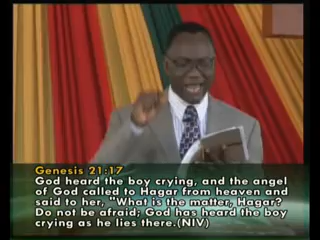 Genesis 21:17
God heard the boy crying, and the angel
of God called to Hagar from heaven and
said to her, "What is the matter, Hagar?
Do not be afraid; God has heard the boy
crying as he lies there.(NIV)